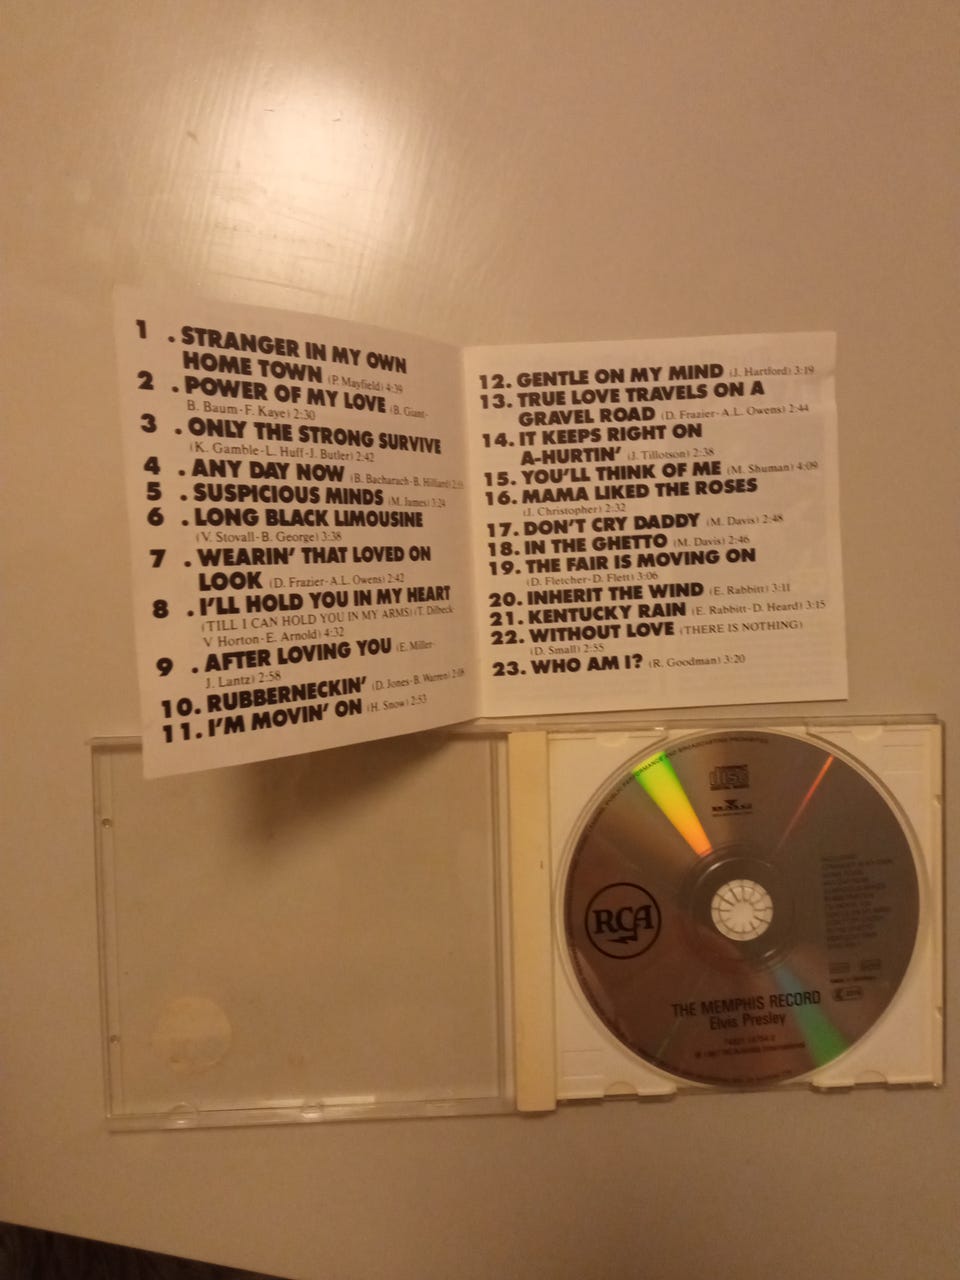 1 . STRANGER IN MY OWN
HOME TOWN (P. Mayfield) 4:39
2 . POWER OF MY LOVE (B. Giant-
B. Baum-F. Kaye) 2:30
3 . ONLY THE STRONG SURVIVE
(K. Gamble-L. Huff-J. Butler) 2:42
4 . ANY DAY NOW (B. Bacharach-B. Hilliard)
5 . SUSPICIOUS MINDS (M. James) 3:24
6 . LONG BLACK LIMOUSINE
(V. Stovall-B. George) 3:38
7 . WEARIN' THAT LOVED ON
LOOK (D. Frazier-A.L. Owens) 2:42
8 . I'LL HOLD YOU IN MY HEART
(TILL I CAN HOLD YOU IN MY ARMS) (T. Dilbeck
V Horton-E. Arnold) 4:32
9 . AFTER LOVING YOU (E. Miller-
J. Lantz) 2:58
10. RUBBERNECKIN' (D. Jones-B. Warren) 2:08
11. I'M MOVIN' ON (H. Snow) 2:53
12. GENTLE ON MY MIND (J. Hartford) 3:19
13. TRUE LOVE TRAVELS ON A
GRAVEL ROAD (D. Frazier-A.L. Owens) 2:44
14. IT KEEPS RIGHT ON
A-HURTIN' (J. Tillotson) 2:38
15. YOU'LL THINK OF ME (M. Shuman) 4:09
16. MAMA LIKED THE ROSES
(J. Christopher) 2:32
17. DON'T CRY DADDY (M. Davis) 2:48
18. IN THE GHETTO (M. Davis) 2:46
19. THE FAIR IS MOVING ON
(D. Fletcher-D. Flett) 3:06
20. INHERIT THE WIND (E. Rabbitt) 3:11
21. KENTUCKY RAIN (E. Rabbitt-D. Heard) 3:15
22. WITHOUT LOVE (THERE IS NOTHING)
(D. Small) 2:55
23. WHO AM I? (R. Goodman) 3:20
PUBLIC PERFORMANCE AND BROADCASTING PROHIBITED
disc
BMG
RCA
THE MEMPHIS RECORD
Elvis Presley